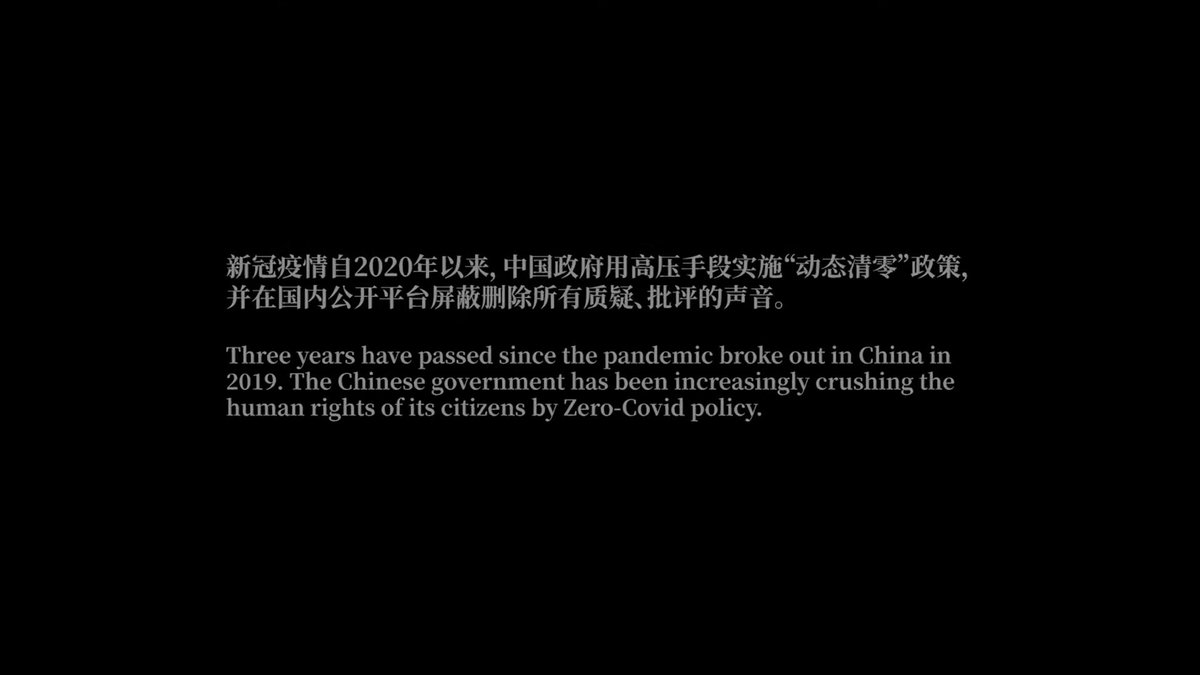 新冠疫情自2020年以来，中国政府用高压手段实施“动态清零”政策，
并在国内公开平台屏蔽删除所有质疑、批评的声音。
Three years have passed since the pandemic broke out in China in
2019. The Chinese government has been increasingly crushing the
human rights of its citizens by Zero-Covid policy.